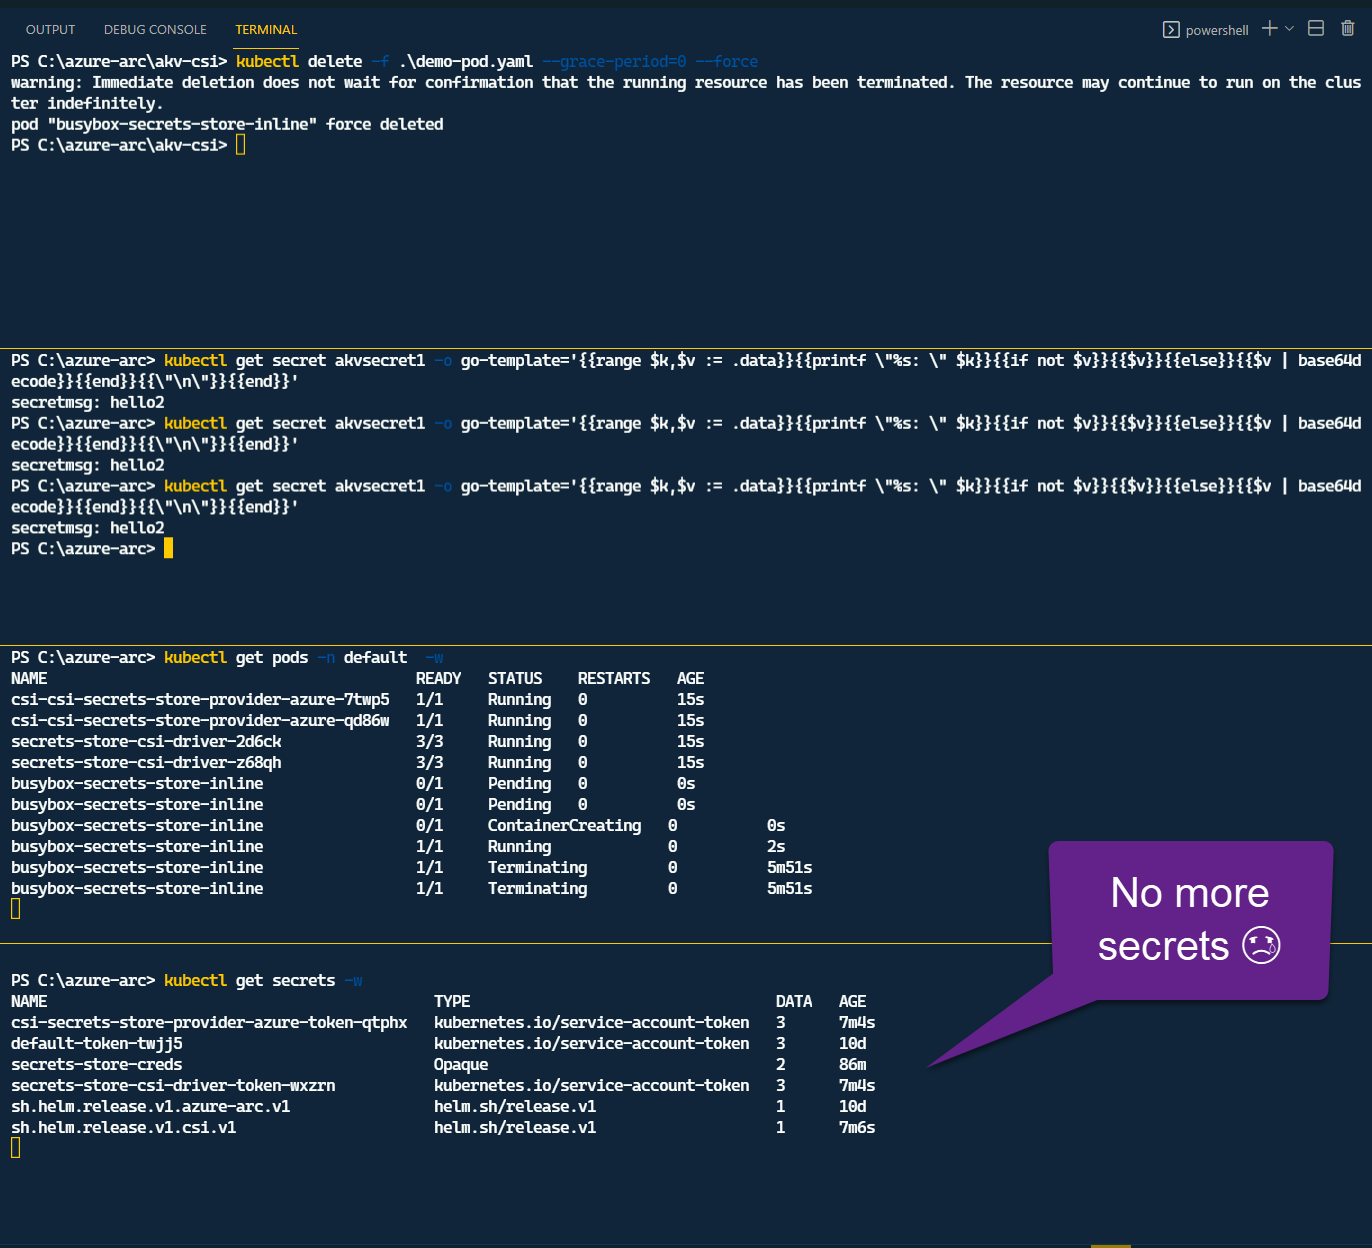 OUTPUT DEBUG CONSOLE TERMINAL powershell
PS C:\azure-arc\akv-csi> kubectl delete -f .\demo-pod.yaml --grace-period=0 --force
warning: Immediate deletion does not wait for confirmation that the running resource has been terminated. The resource may continue to run on the clus
ter indefinitely.
pod "busybox-secrets-store-inline" force deleted
PS C:\azure-arc\akv-csi>
PS C:\azure-arc> kubectl get secret akvsecret1 -o go-template='{{range $k,$v := .data}}{{printf \"%s: \" $k}}{{if not $v}}{{$v}}{{else}}{{$v | base64d
ecode}}{{end}}{{\"\n\"}}{{end}}'
secretmsg: hello2
PS C:\azure-arc> kubectl get secret akvsecret1 -o go-template='{{range $k,$v := .data}}{{printf \"%s: \" $k}}{{if not $v}}{{$v}}{{else}}{{$v | base64d
ecode}}{{end}}{{\"\n\"}}{{end}}'
secretmsg: hello2
PS C:\azure-arc> kubectl get secret akvsecret1 -o go-template='{{range $k,$v := .data}}{{printf \"%s: \" $k}}{{if not $v}}{{$v}}{{else}}{{$v | base64d
ecode}}{{end}}{{\"\n\"}}{{end}}'
secretmsg: hello2
PS C:\azure-arc>
PS C:\azure-arc> kubectl get pods -n default  -w
NAME READY STATUS RESTARTS AGE
csi-csi-secrets-store-provider-azure-7twp5 1/1 Running 0 15s
csi-csi-secrets-store-provider-azure-qd86w 1/1 Running 0 15s
secrets-store-csi-driver-2d6ck 3/3 Running 0 15s
secrets-store-csi-driver-z68qh 3/3 Running 0 15s
busybox-secrets-store-inline 0/1 Pending 0 0s
busybox-secrets-store-inline 0/1 Pending 0 0s
busybox-secrets-store-inline 0/1 ContainerCreating 0 0s
busybox-secrets-store-inline 1/1 Running 0 2s
busybox-secrets-store-inline 1/1 Terminating 0 5m51s
busybox-secrets-store-inline 1/1 Terminating 0 5m51s
No more
secrets
PS C:\azure-arc> kubectl get secrets -w
NAME TYPE DATA AGE
csi-secrets-store-provider-azure-token-qtphx kubernetes.io/service-account-token 3 7m4s
default-token-twjj5 kubernetes.io/service-account-token 3 10d
secrets-store-creds Opaque 2 86m
secrets-store-csi-driver-token-wxzrn kubernetes.io/service-account-token 3 7m4s
sh.helm.release.v1.azure-arc.v1 helm.sh/release.v1 1 10d
sh.helm.release.v1.csi.v1 helm.sh/release.v1 1 7m6s